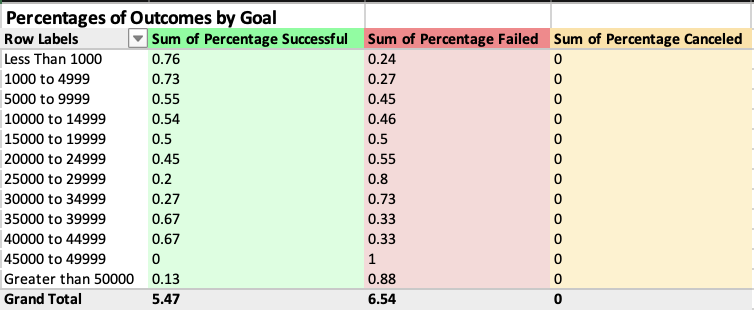 Percentages of Outcomes by Goal
Row Labels Sum of Percentage Successful Sum of Percentage Failed Sum of Percentage Canceled
Less Than 1000 0.76 0.24 0
1000 to 4999 0.73 0.27 0
5000 to 9999 0.55 0.45 0
10000 to 14999 0.54 0.46 0
15000 to 19999 0.5 0.5 0
20000 to 24999 0.45 0.55 0
25000 to 29999 0.2 0.8 0
30000 to 34999 0.27 0.73 0
35000 to 39999 0.67 0.33 0
40000 to 44999 0.67 0.33 0
45000 to 49999 0 1 0
Greater than 50000 0.13 0.88 0
Grand Total 5.47 6.54 0